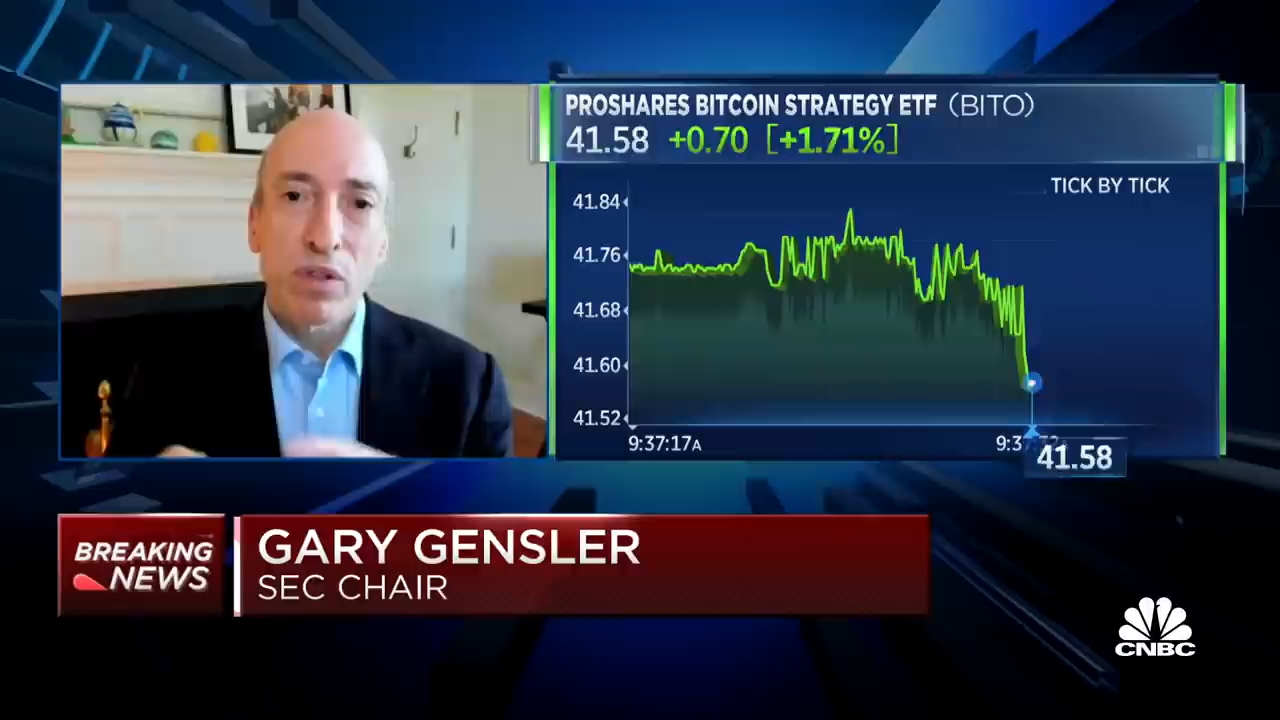 PROSHARES BITCOIN STRATEGY ETF (BITO)
41.58 +0.70 [+1.71%]
TICK BY TICK
41.84
41.76
41.68
41.60
41.52
9:37:17A
41.58
BREAKING
NEWS
GARY GENSLER
SEC CHAIR
CNBC